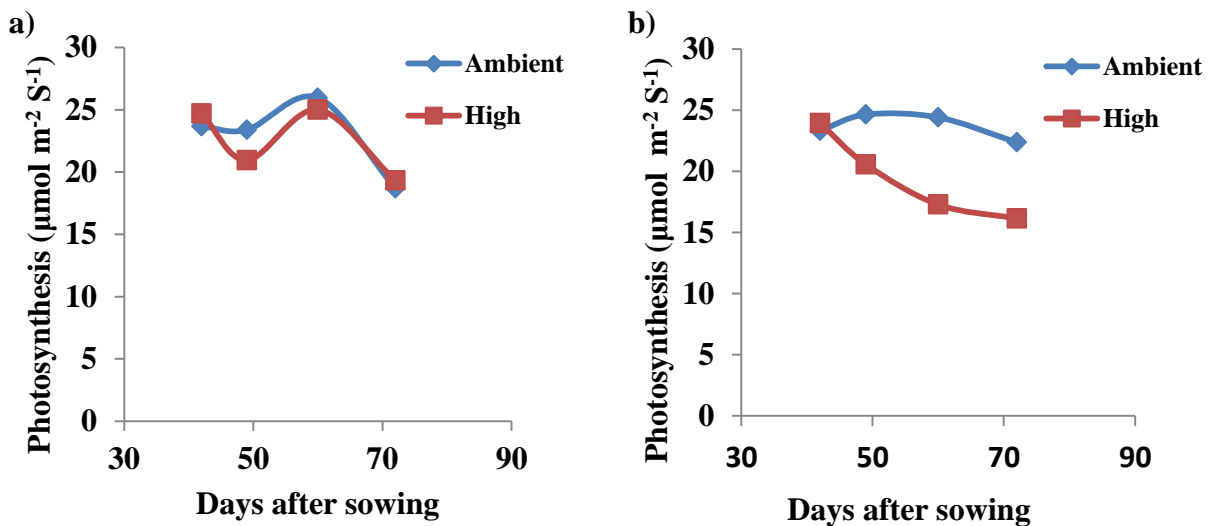 a)
Photosynthesis (µmol m-2 S-1)
30
25
20
15
10
5
0
30 50 70 90
Days after sowing
Ambient
High
b)
Photosynthesis (µmol m-2 S-1)
30
25
20
15
10
5
0
30 50 70 90
Days after sowing
Ambient
High